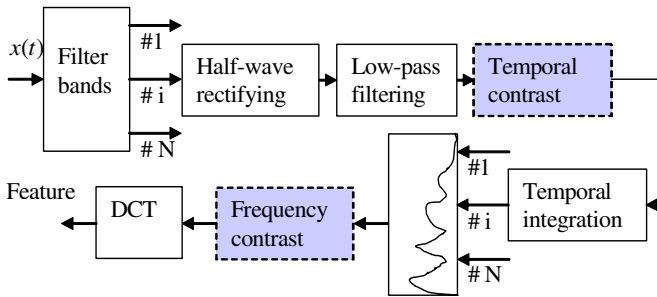 x(t)
Filter
bands
#1
# i
# N
Half-wave
rectifying
Low-pass
filtering
Temporal
contrast
Feature
DCT
Frequency
contrast
#1
# i
# N
Temporal
integration